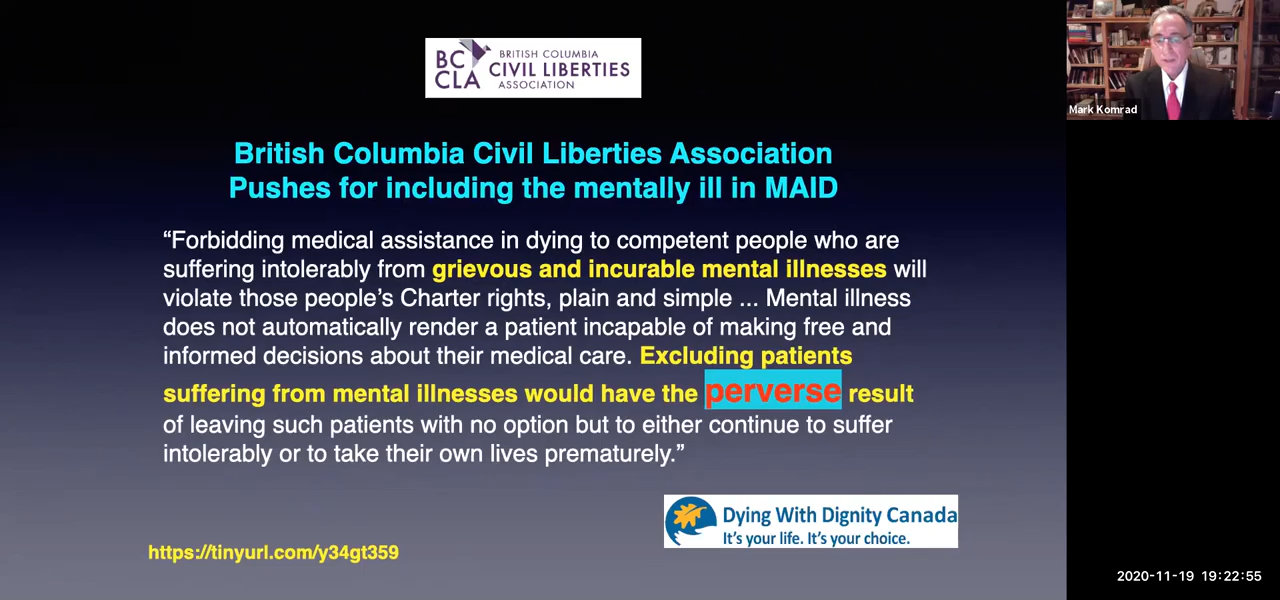 BC
CLA
BRITISH COLUMBIA
CIVIL LIBERTIES
ASSOCIATION
Mark Komrad
British Columbia Civil Liberties Association
Pushes for including the mentally ill in MAID
“Forbidding medical assistance in dying to competent people who are
suffering intolerably from grievous and incurable mental illnesses will
violate those people’s Charter rights, plain and simple ... Mental illness
does not automatically render a patient incapable of making free and
informed decisions about their medical care. Excluding patients
suffering from mental illnesses would have the perverse result
of leaving such patients with no option but to either continue to suffer
intolerably or to take their own lives prematurely.”
Dying With Dignity Canada
It’s your life. It’s your choice.
https://tinyurl.com/y34gt359
2020-11-19 19:22:55